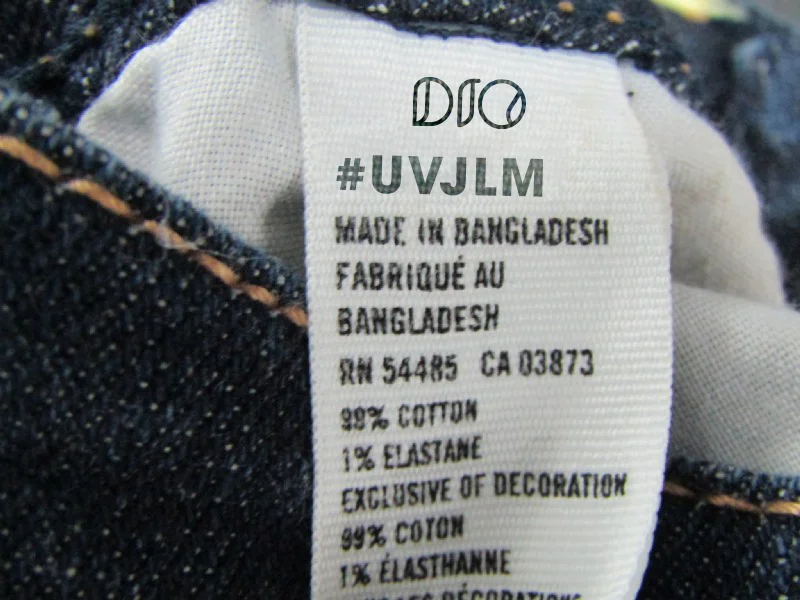 DIO
#UVJLM
MADE IN BANGLADESH
FABRIQUÉ AU
BANGLADESH
RN 54485 CA 03873
99% COTTON
1% ELASTANE
EXCLUSIVE OF DECORATION
99% COTON
1% ÉLASTHANNE
DÉCORATIONS